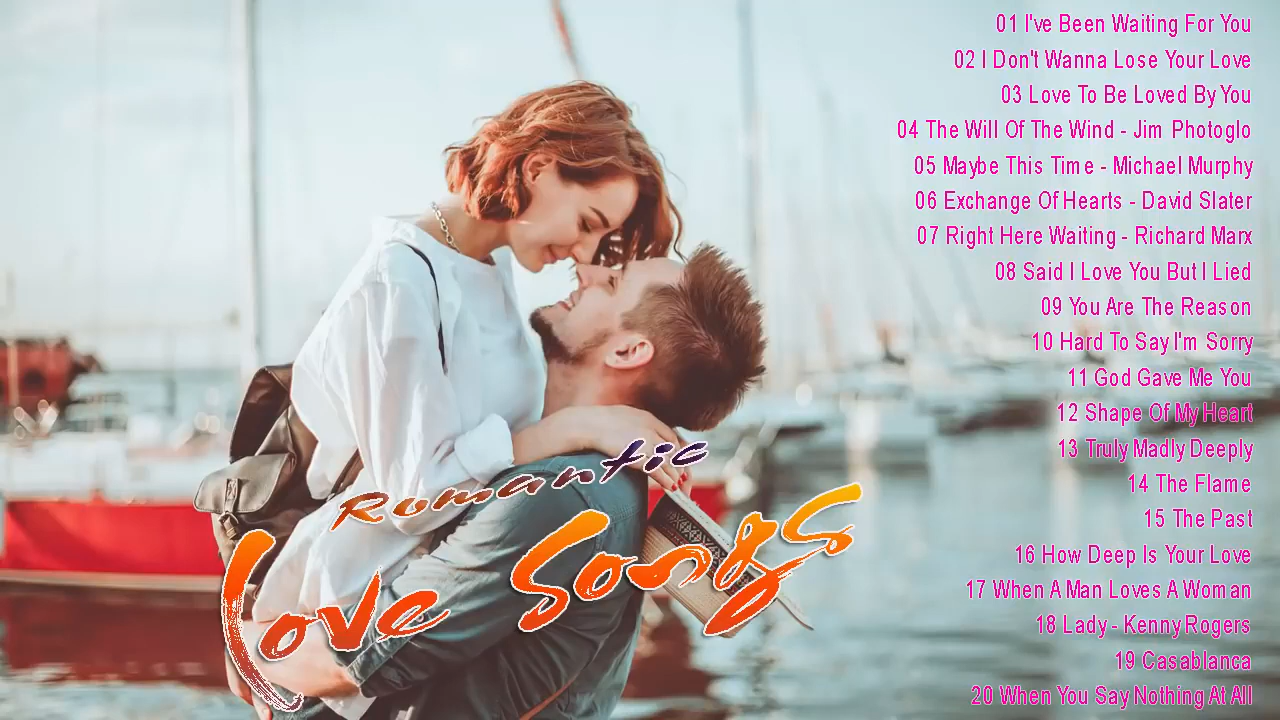 01 I've Been Waiting For You
02 I Don't Wanna Lose Your Love
03 Love To Be Loved By You
04 The Will Of The Wind - Jim Photoglo
05 Maybe This Time - Michael Murphy
06 Exchange Of Hearts - David Slater
07 Right Here Waiting - Richard Marx
08 Said I Love You But I Lied
09 You Are The Reason
10 Hard To Say I'm Sorry
11 God Gave Me You
12 Shape Of My Heart
13 Truly Madly Deeply
14 The Flame
15 The Past
16 How Deep Is Your Love
17 When A Man Loves A Woman
18 Lady - Kenny Rogers
19 Casablanca
20 When You Say Nothing At All
Romantic
Love Songs